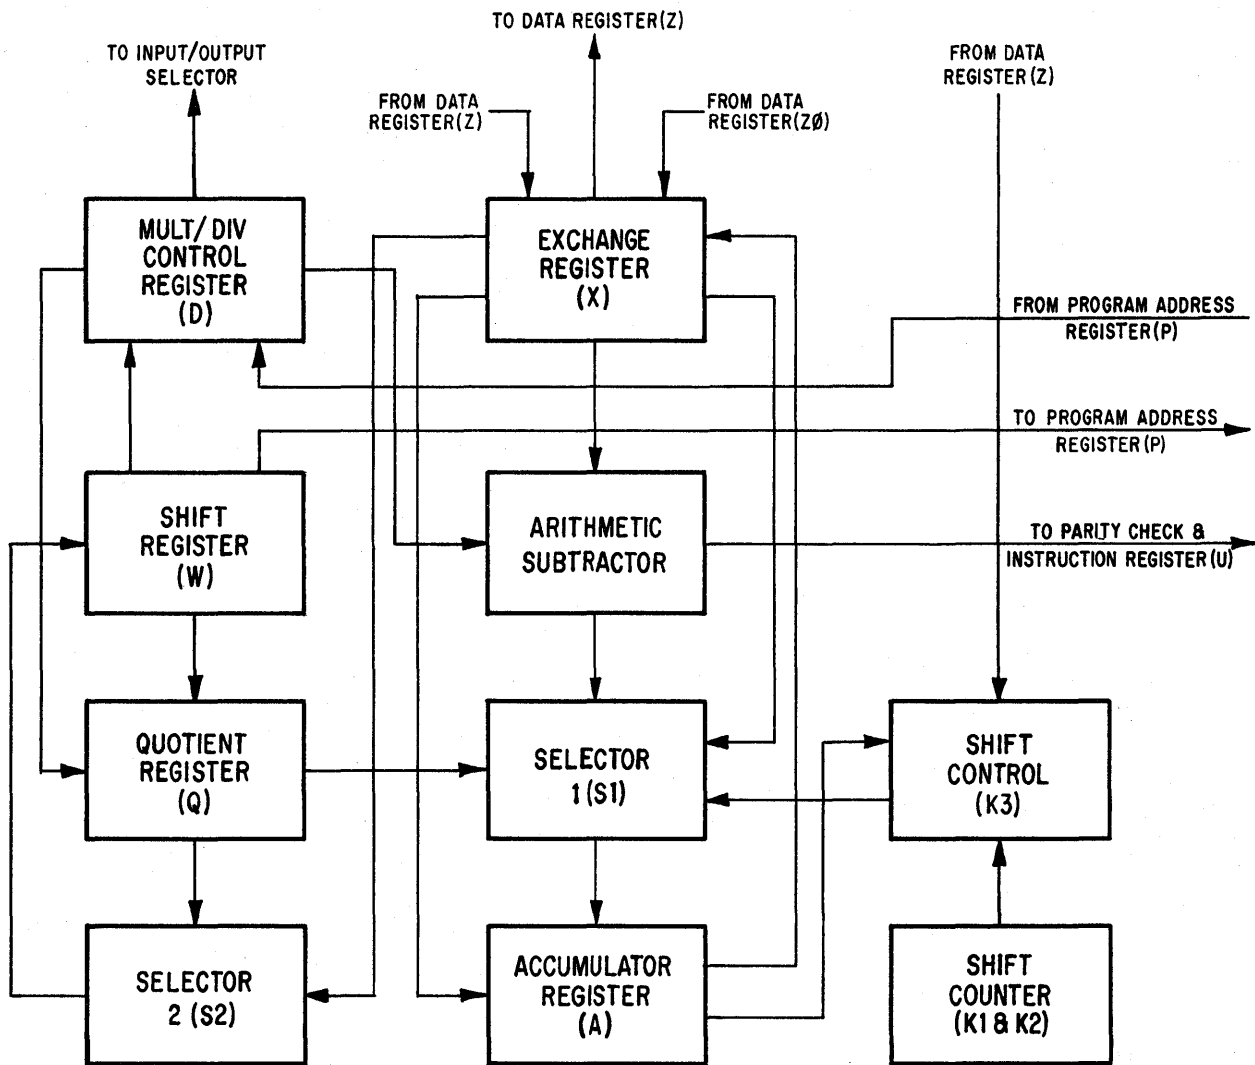 TO DATA REGISTER(Z)
TO INPUT/OUTPUT
SELECTOR
FROM DATA
REGISTER(Z)
FROM DATA
REGISTER(ZØ)
FROM DATA
REGISTER(Z)
MULT/DIV
CONTROL
REGISTER
(D)
EXCHANGE
REGISTER
(X)
FROM PROGRAM ADDRESS
REGISTER(P)
TO PROGRAM ADDRESS
REGISTER(P)
SHIFT
REGISTER
(W)
ARITHMETIC
SUBTRACTOR
TO PARITY CHECK &
INSTRUCTION REGISTER(U)
QUOTIENT
REGISTER
(Q)
SELECTOR
1(S1)
SHIFT
CONTROL
(K3)
SELECTOR
2(S2)
ACCUMULATOR
REGISTER
(A)
SHIFT
COUNTER
(K1&K2)